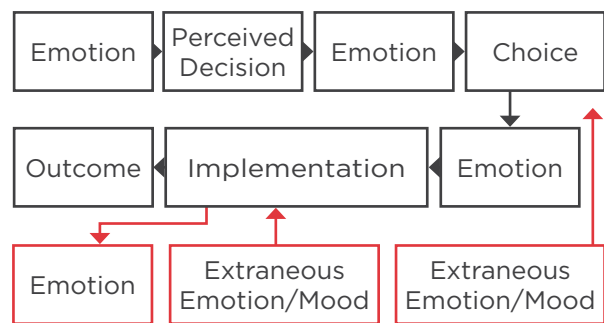 Emotion
Perceived
Decision
Emotion
Choice
Outcome
Implementation
Emotion
Emotion
Extraneous
Emotion/Mood
Extraneous
Emotion/Mood